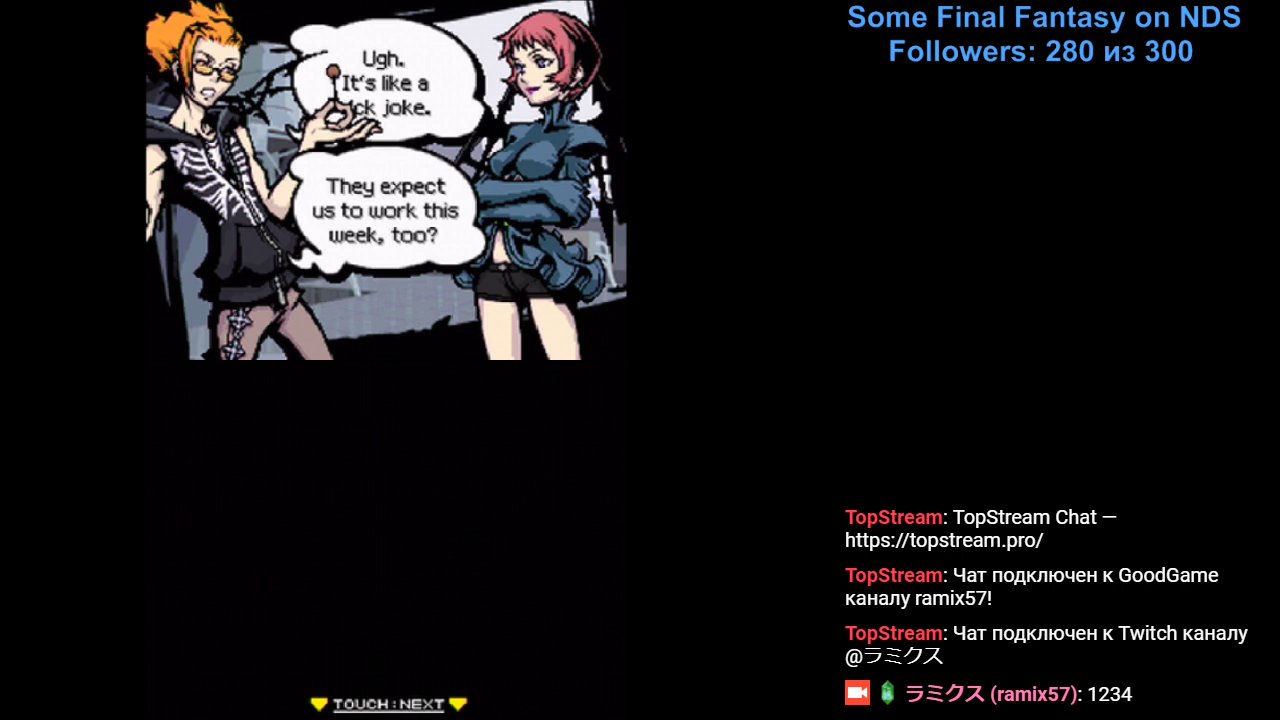 Some Final Fantasy on NDS
Followers: 280 из 300
Ugh.
It's like a
ck joke.
They expect
us to work this
week, too?
TopStream: TopStream Chat —
https://topstream.pro/
TopStream: Чат подключен к GoodGame
каналу ramix57!
TopStream: Чат подключен к Twitch каналу
@ラミクス
ラミクス (ramix57): 1234
TOUCH:NEXT